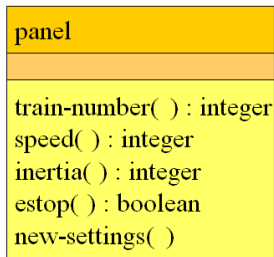 panel
train-number( ) : integer
speed( ) : integer
inertia( ) : integer
estop( ) : boolean
new-settings( )